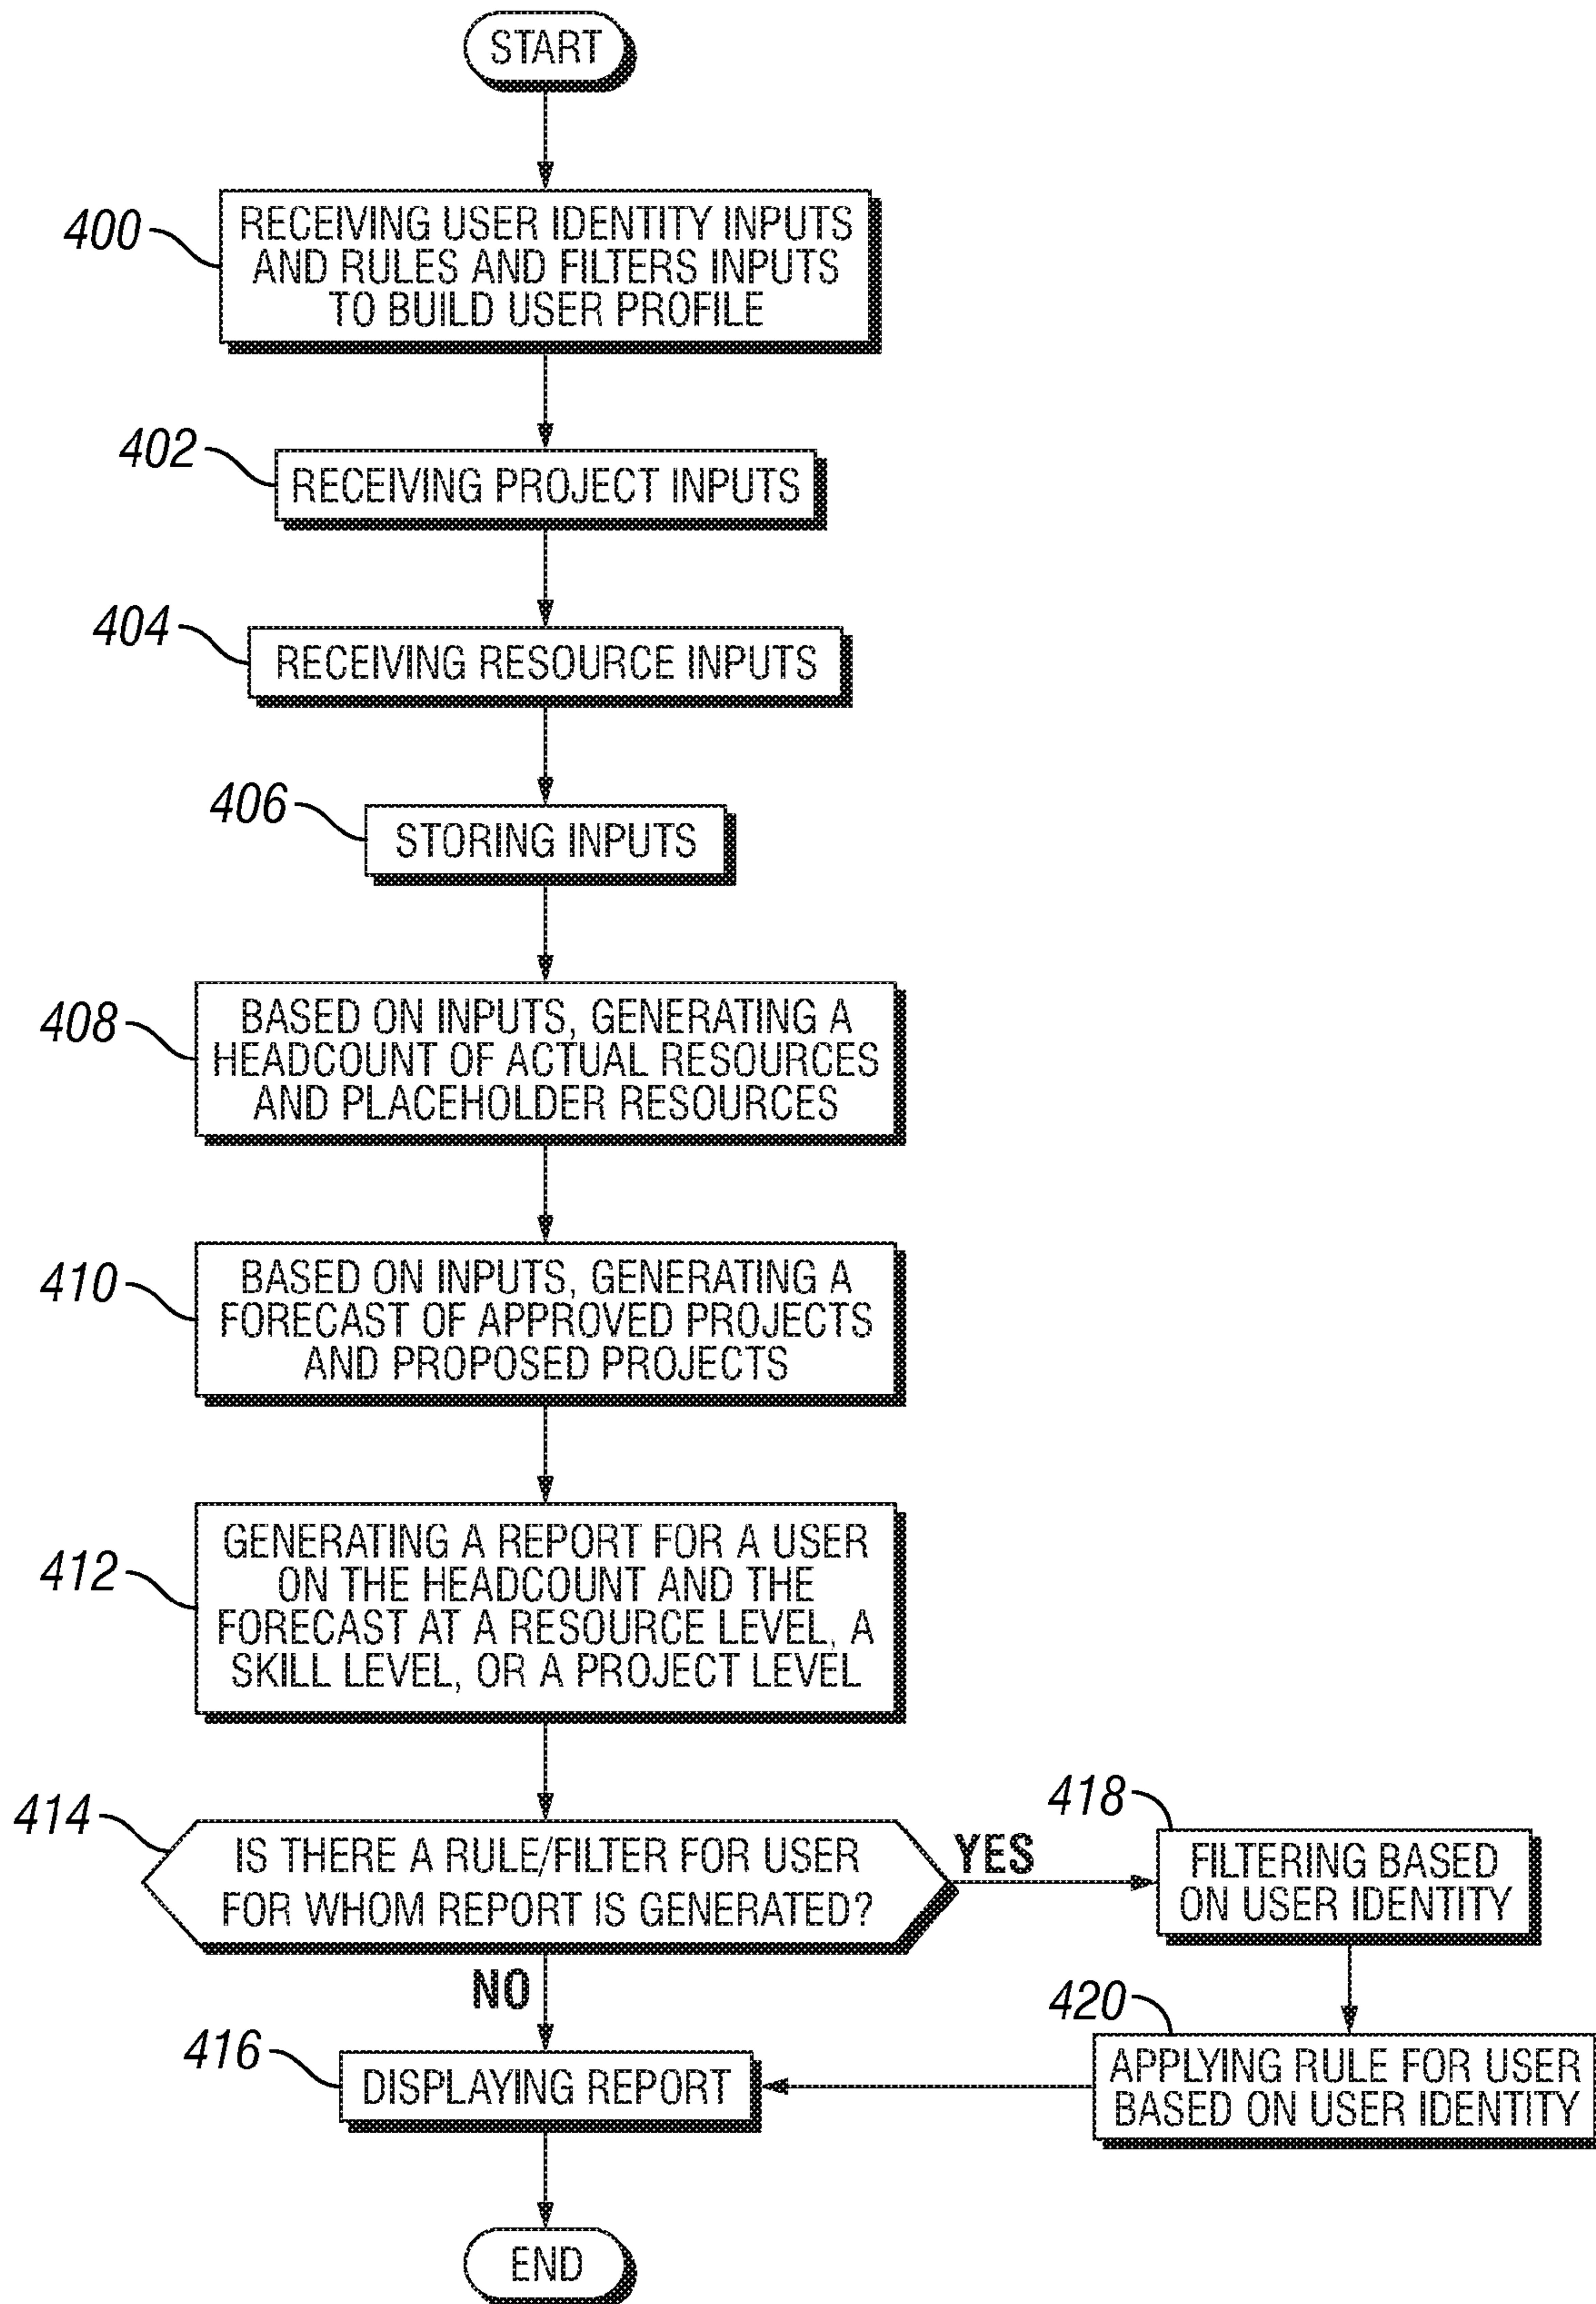 START
400
RECEIVING USER IDENTITY INPUTS
AND RULES AND FILTERS INPUTS
TO BUILD USER PROFILE
402
RECEIVING PROJECT INPUTS
404
RECEIVING RESOURCE INPUTS
406
STORING INPUTS
408
BASED ON INPUTS, GENERATING A
HEADCOUNT OF ACTUAL RESOURCES
AND PLACEHOLDER RESOURCES
410
BASED ON INPUTS, GENERATING A
FORECAST OF APPROVED PROJECTS
AND PROPOSED PROJECTS
412
GENERATING A REPORT FOR A USER
ON THE HEADCOUNT AND THE
FORECAST AT A RESOURCE LEVEL, A
SKILL LEVEL, OR A PROJECT LEVEL
414
IS THERE A RULE/FILTER FOR USER
FOR WHOM REPORT IS GENERATED?
YES
418
FILTERING BASED
ON USER IDENTITY
NO
420
APPLYING RULE FOR USER
BASED ON USER IDENTITY
416
DISPLAYING REPORT
END